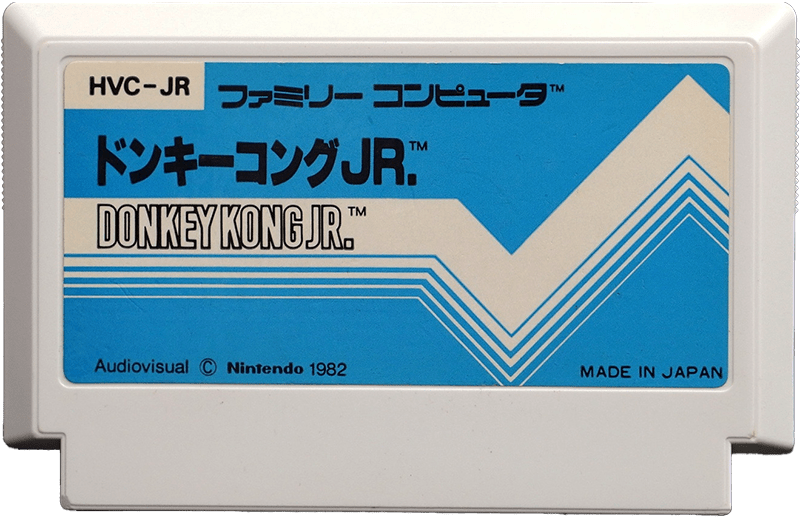 HVC-JR ファミリー コンピュータ™
ドンキーコングJR.™
DONKEY KONG JR.™
Audiovisual © Nintendo 1982
MADE IN JAPAN